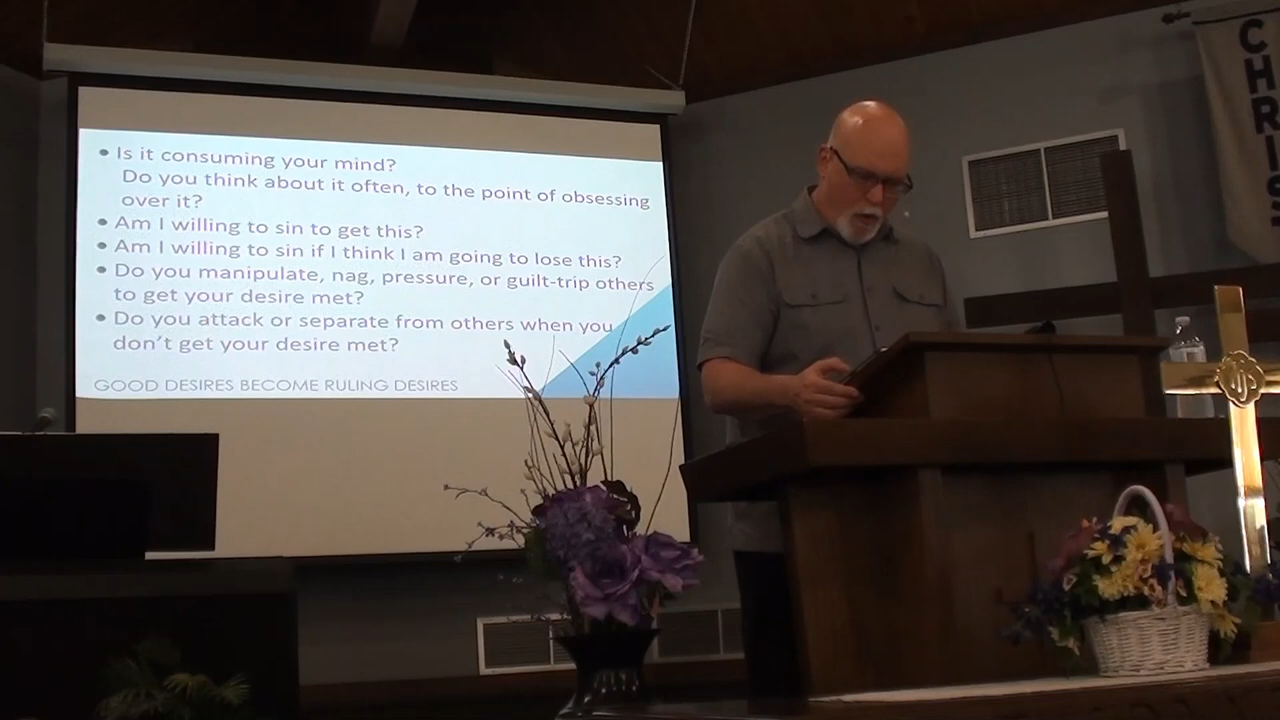 • Is it consuming your mind?
Do you think about it often, to the point of obsessing
over it?
• Am I willing to sin to get this?
• Am I willing to sin if I think I am going to lose this?
• Do you manipulate, nag, pressure, or guilt-trip others
to get your desire met?
• Do you attack or separate from others when you
don't get your desire met?
GOOD DESIRES BECOME RULING DESIRES
CHRIS